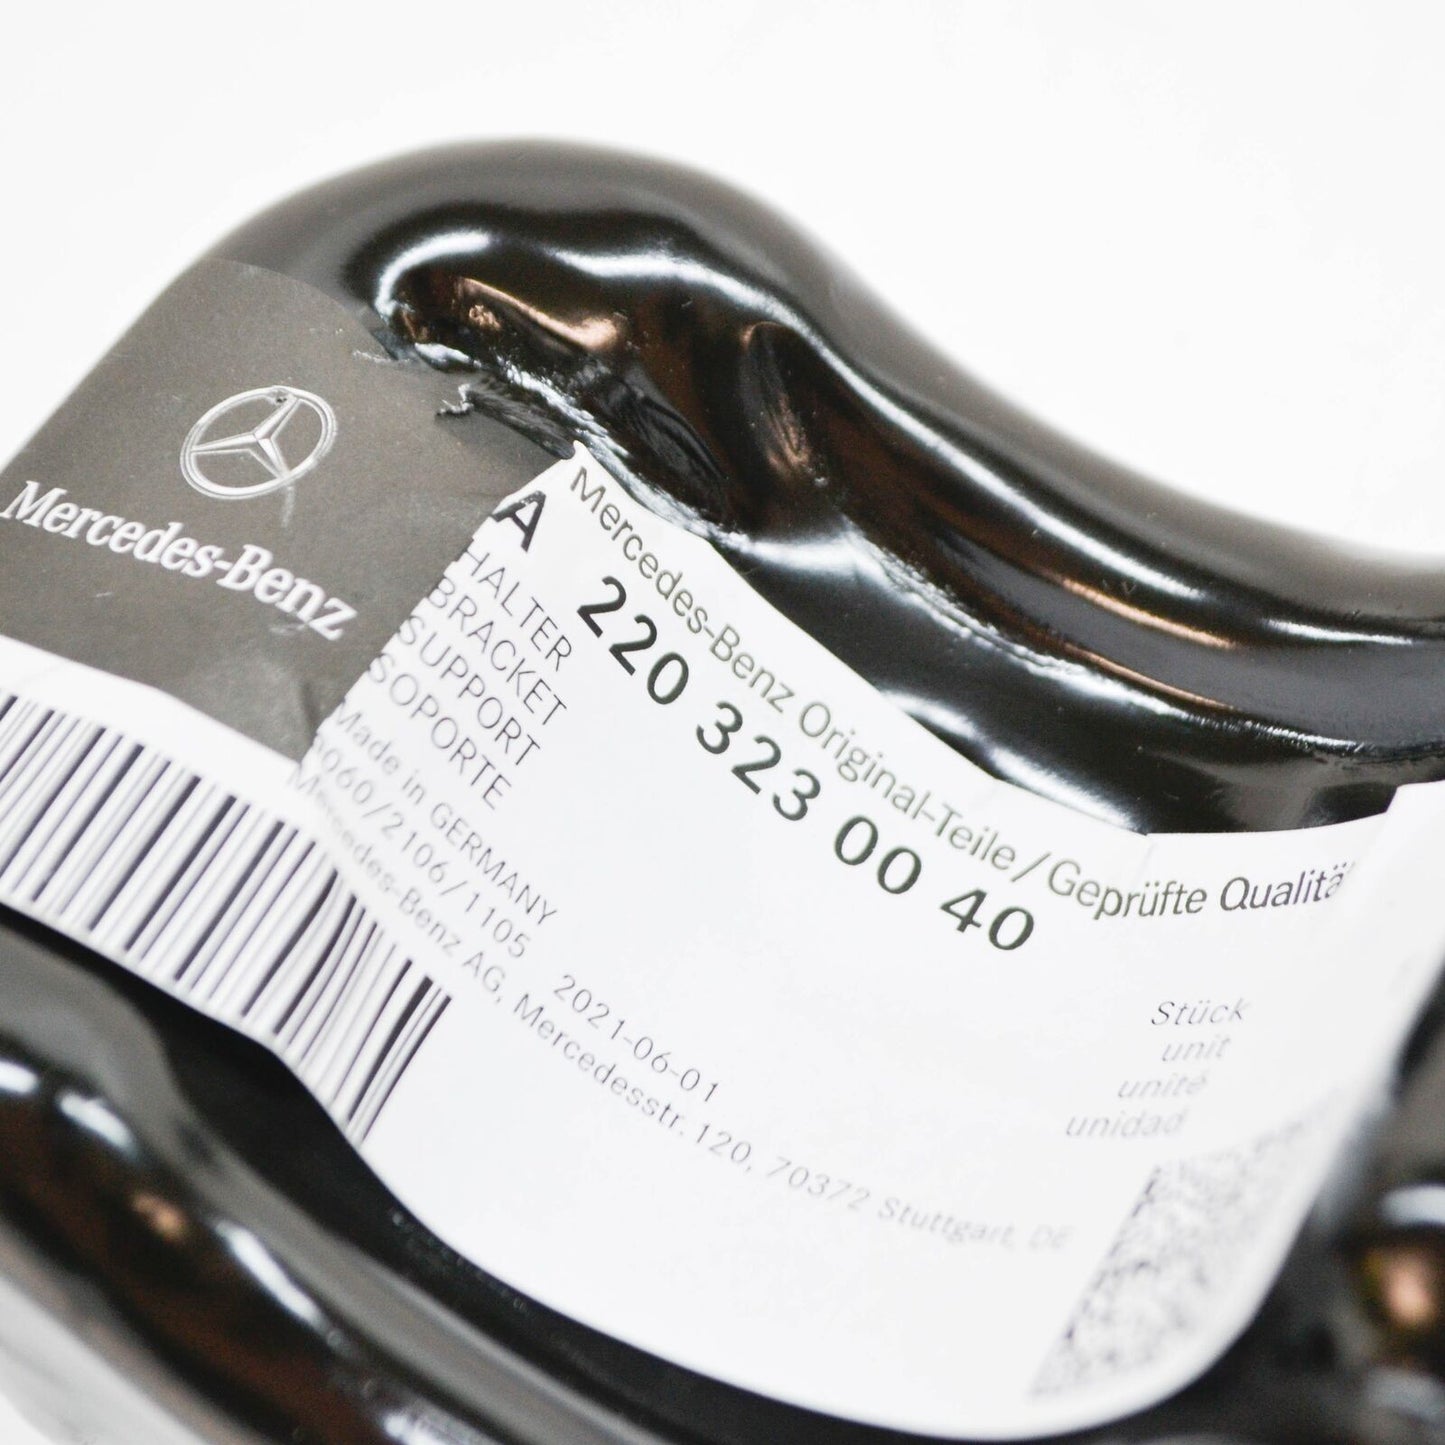 Mercedes-Benz
Mercedes-Benz Original-Teile / Geprüfte Qualitä
A 220 323 00 40
HALTER
BRACKET
SUPPORT
SOPORTE
Made in GERMANY
060/2106/1105 2021-06-01
Mercedes-Benz AG, Mercedesstr. 120, 70372 Stuttgart, DE
Stück
unit
unité
unidad